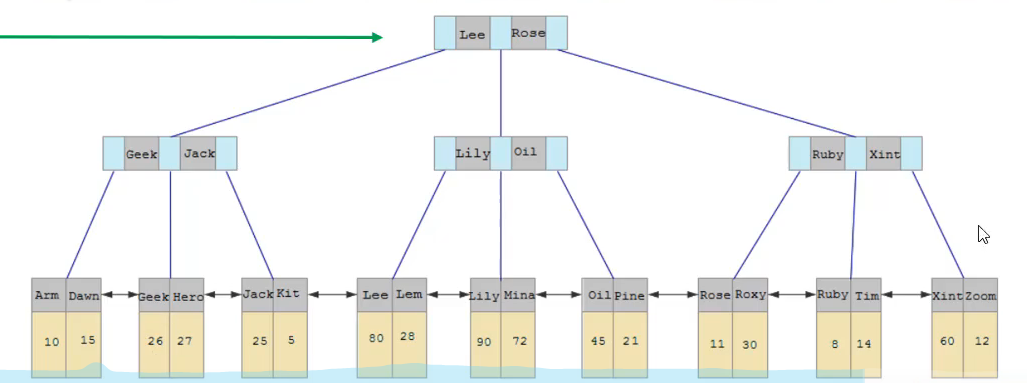 Lee Rose
Geek Jack Lily Oil Ruby Xint
Arm Dawn Geek Hero Jack Kit Lee Lem Lily Mina Oil Pine Rose Roxy Ruby Tim Xint Zoom
10 15 26 27 25 5 80 28 90 72 45 21 11 30 8 14 60 12